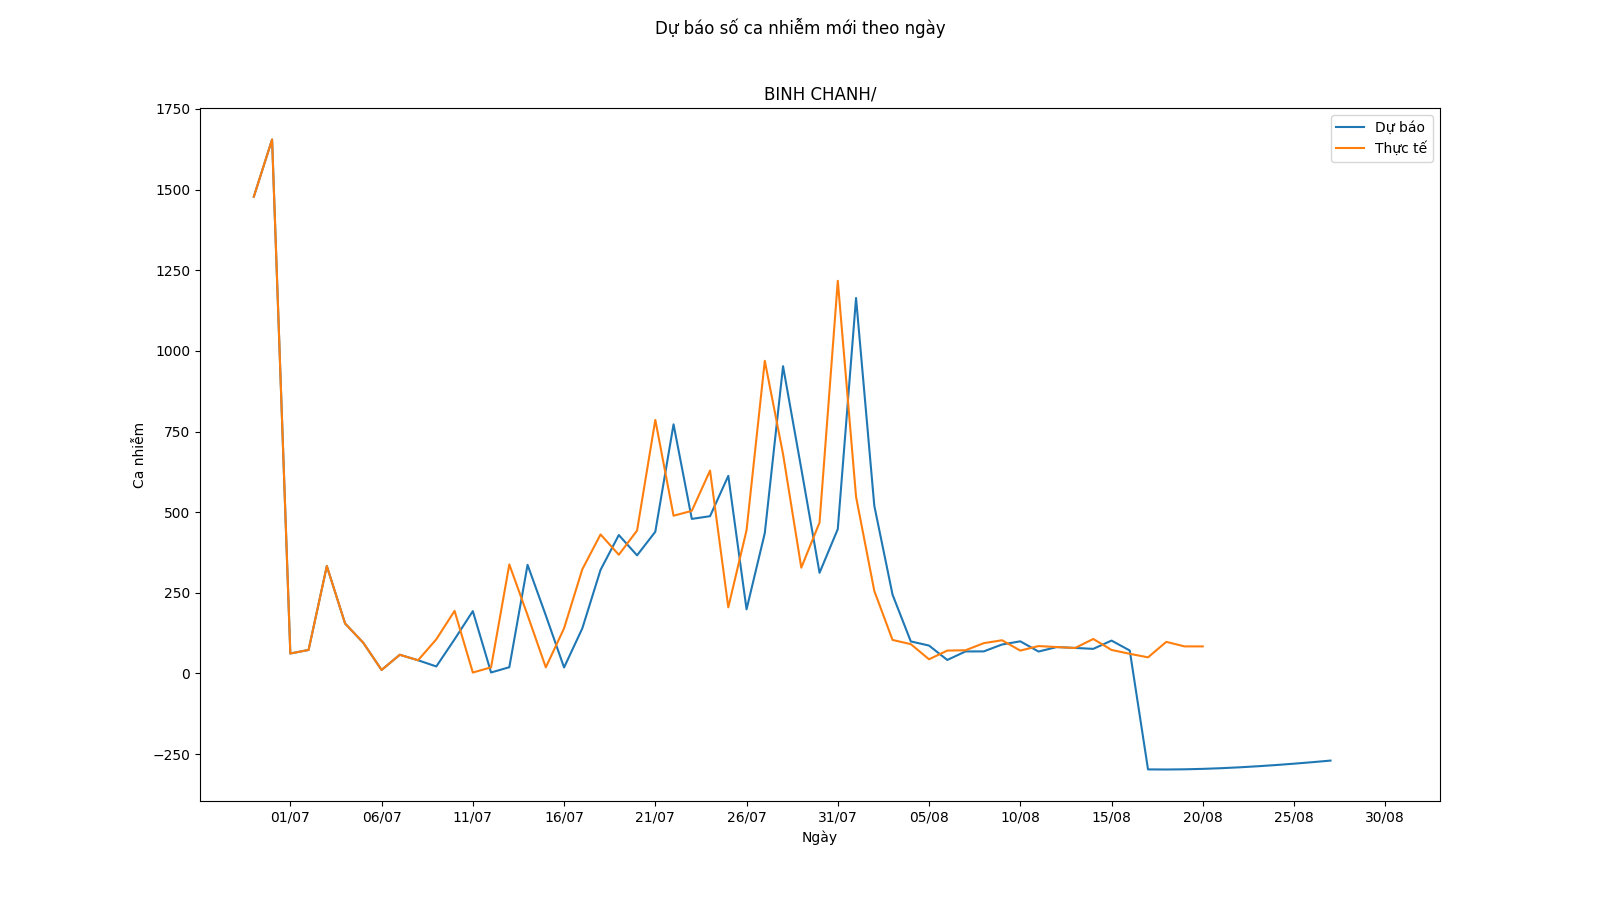 Dự báo số ca nhiễm mới theo ngày
BINH CHANH/
1750
1500
1250
1000
750
500
250
0
−250
Ca nhiễm
Dự báo
Thực tế
01/07 06/07 11/07 16/07 21/07 26/07 31/07 05/08 10/08 15/08 20/08 25/08 30/08
Ngày